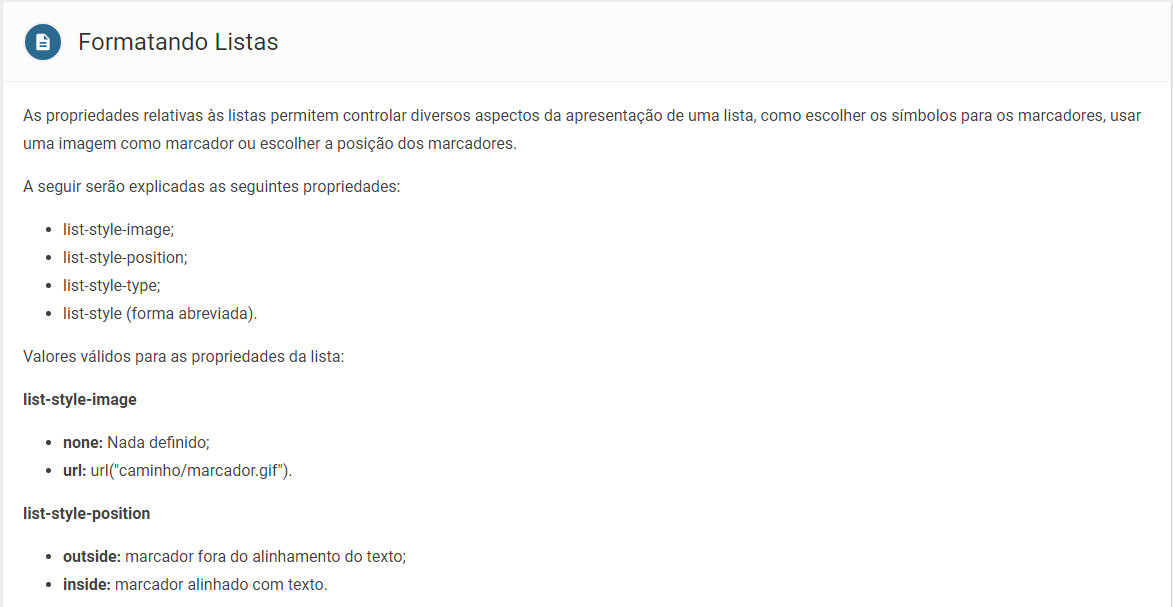 Formatando Listas
As propriedades relativas às listas permitem controlar diversos aspectos da apresentação de uma lista, como escolher os símbolos para os marcadores, usar
uma imagem como marcador ou escolher a posição dos marcadores.
A seguir serão explicadas as seguintes propriedades:
• list-style-image;
• list-style-position;
• list-style-type;
• list-style (forma abreviada).
Valores válidos para as propriedades da lista:
list-style-image
• none: Nada definido;
• url: url("caminho/marcador.gif").
list-style-position
• outside: marcador fora do alinhamento do texto;
• inside: marcador alinhado com texto.